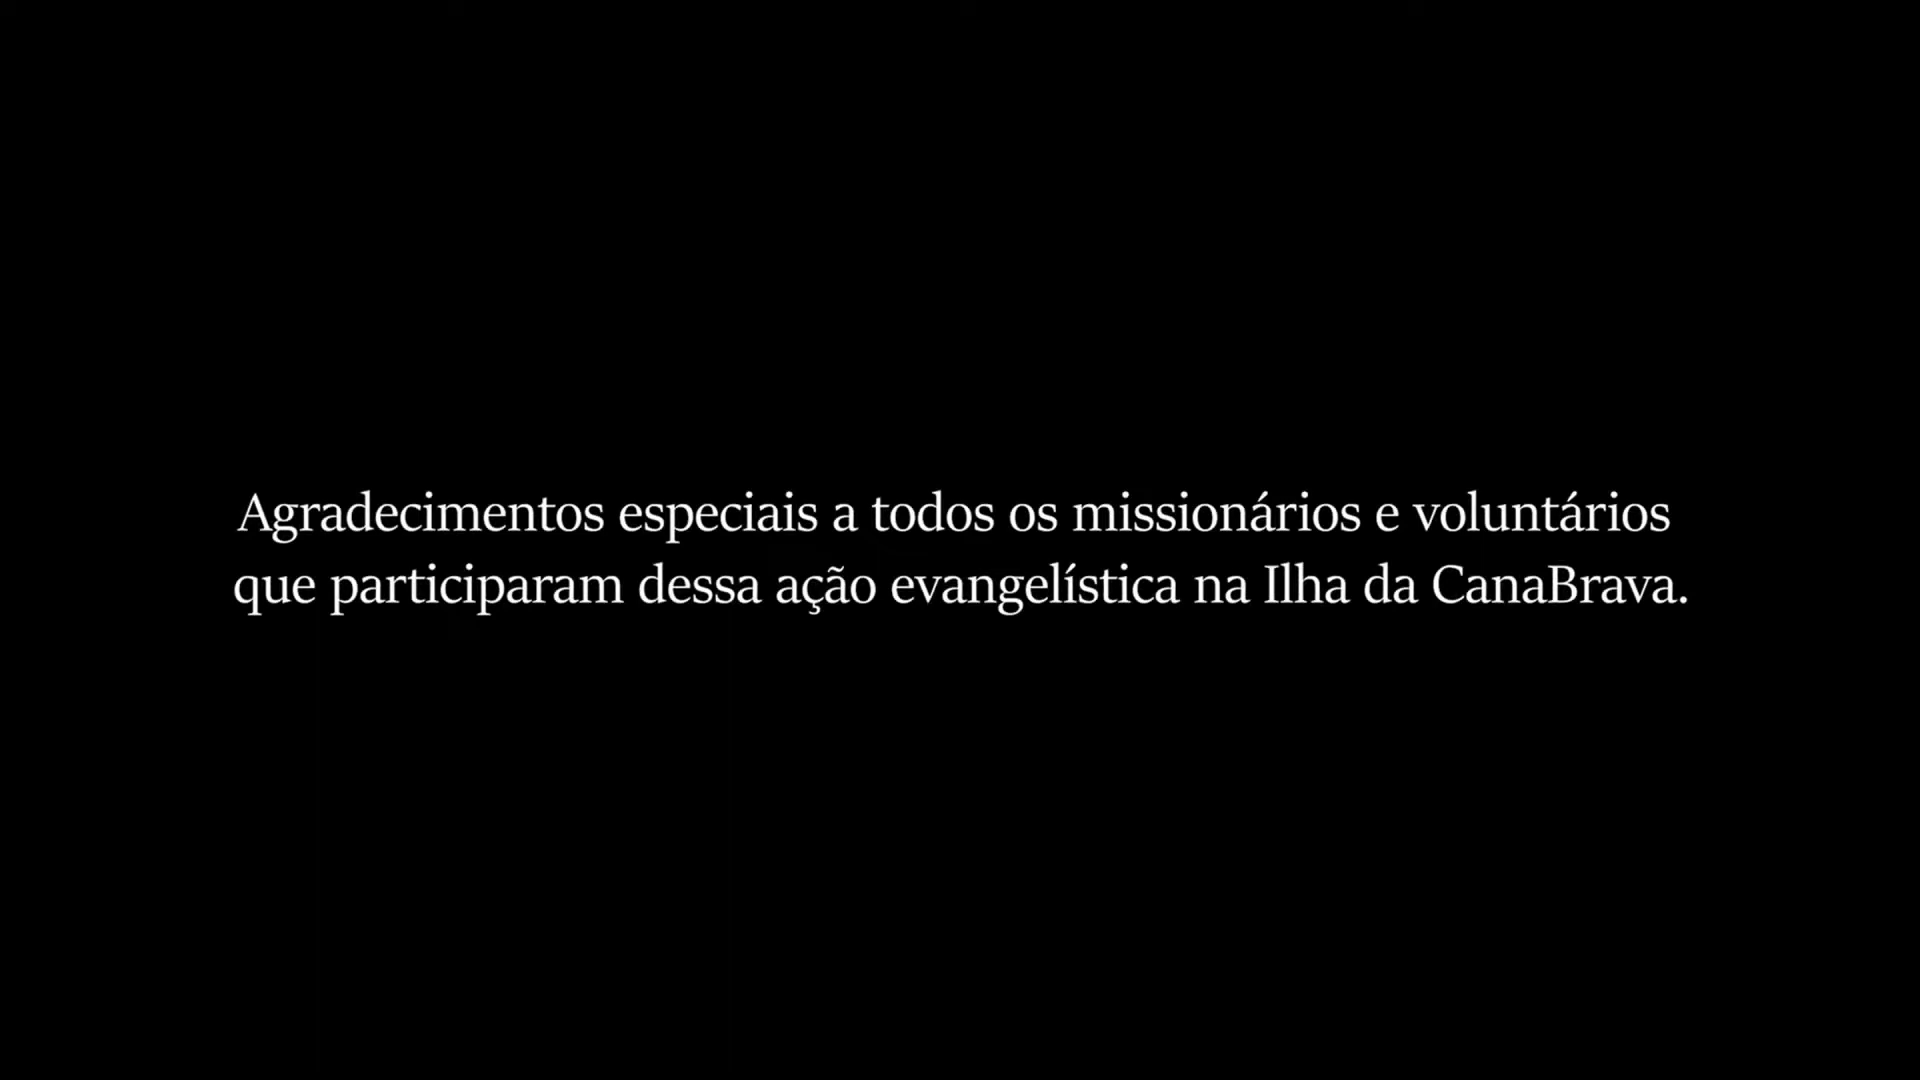 Agradecimentos especiais a todos os missionários e voluntários
que participaram dessa ação evangelística na Ilha da CanaBrava.